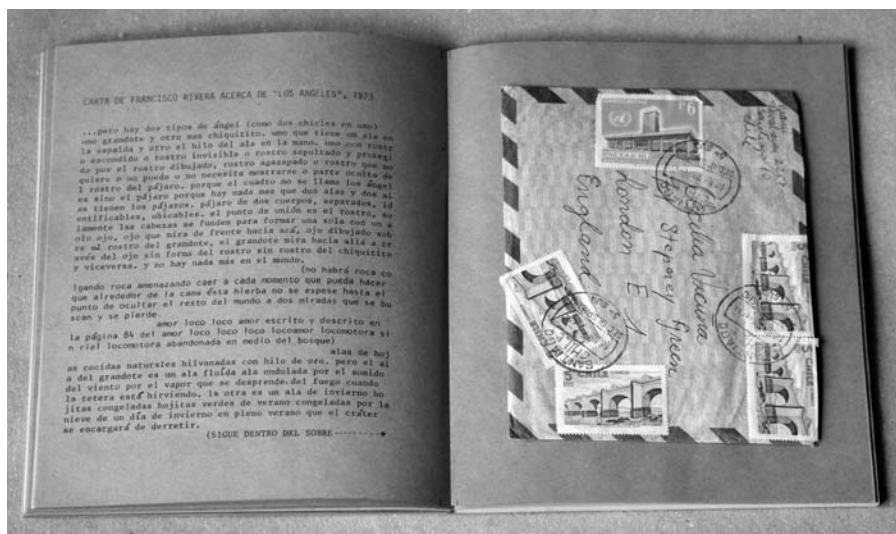 CARTA DE FRANCISCO RIVERA ACERCA DE "LOS ANGELES", 1973
...pero hay dos tipos de ángel (como dos chicles en uno)
uno grandote y otro mas chiquitito. uno que tiene un ala en
la espalda y otro el hilo del ala en la mano. uno con rostr
o escondido o rostro invisible o rostro sepultado y protegi
do por el rostro dibujado, rostro agazapado o rostro que no
quiere o no puede o no necesita mostrarse o parte oculta de
l rostro del pájaro. porque el cuadro no se llama los ángel
es sino el pájaro porque hay nada mas que dos alas y dos al
as tienen los pájaros. pájaro de dos cuerpos, separados, id
entificables, ubicables. el punto de unión es el rostro, so
lamente las cabezas se funden para formar una sola con un s
olo ojo, ojo que mira de frente hacia acá, ojo dibujado sob
re el rostro del grandote, el grandote mira hacia allá a tr
avés del ojo sin forma del rostro sin rostro del chiquitito
y viceversa. y no hay nada más en el mundo.
(no habrá roca co
lgando roca amenazando caer a cada momento que pueda hacer
que alrededor de la cama ésta hierba no se espese hasta el
punto de ocultar el resto del mundo a dos miradas que se bu
scan y se pierde
amor loco loco amor escrito y descrito en
la página 84 del amor loco loco loco locoamor locomotora si
n riel locomotora abandonada en medio del bosque)
alas de hoj
as cocidas naturales hilvanadas con hilo de oro. pero el al
a del grandote es un ala fluída ala ondulada por el sonido
del viento por el vapor que se desprende del fuego cuando
la tetera está hirviendo. la otra es un ala de invierno ho
jitas congeladas hojitas verdes de verano congeladas por la
nieve de un día de invierno en pleno verano que el cráter
se encargará de derretir.
(SIGUE DENTRO DEL SOBRE
Cecilia Vicuña
Stepney Green
London E 1
England
CHILE
CHILE
CHILE